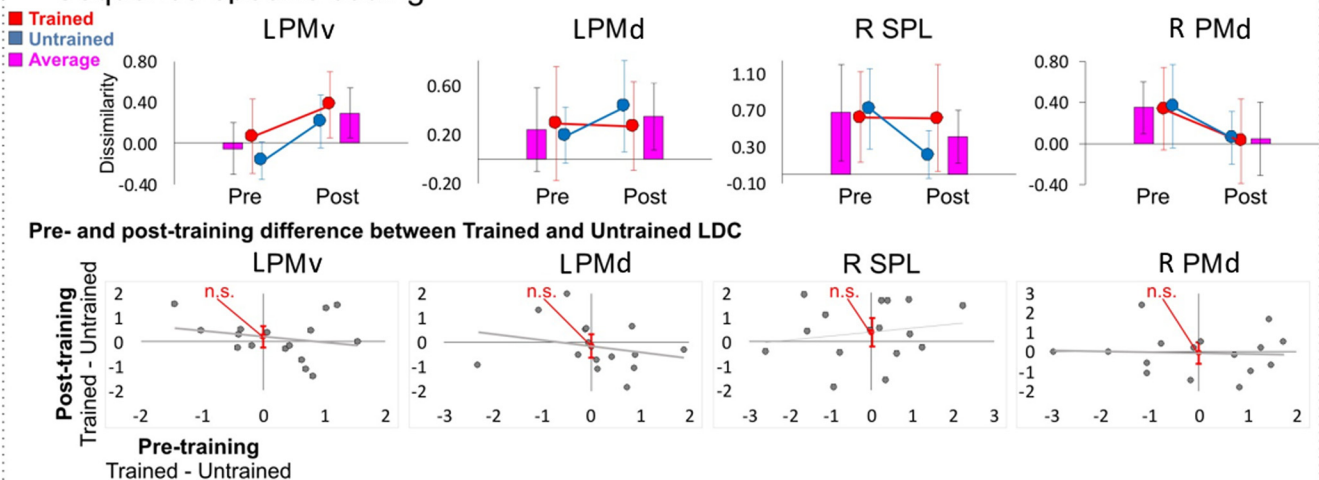 Trained
Untrained
Average
LPMv
LPMd
R SPL
R PMd
Dissimilarity
0.80
0.40
0.00
-0.40
Pre
Post
0.60
0.20
-0.20
Pre
Post
1.10
0.70
0.30
-0.10
Pre
Post
0.80
0.40
0.00
-0.40
Pre
Post
Pre- and post-training difference between Trained and Untrained LDC
LPMv
LPMd
R SPL
R PMd
Post-training
Trained - Untrained
n.s.
2
1
0
-1
-2
-2 -1 0 1 2
n.s.
2
1
0
-1
-2
-3 -2 -1 0 1 2
n.s.
2
1
0
-1
-2
-3 -2 -1 0 1 2 3
n.s.
3
2
1
0
-1
-2
-3 -2 -1 0 1 2
Pre-training
Trained - Untrained